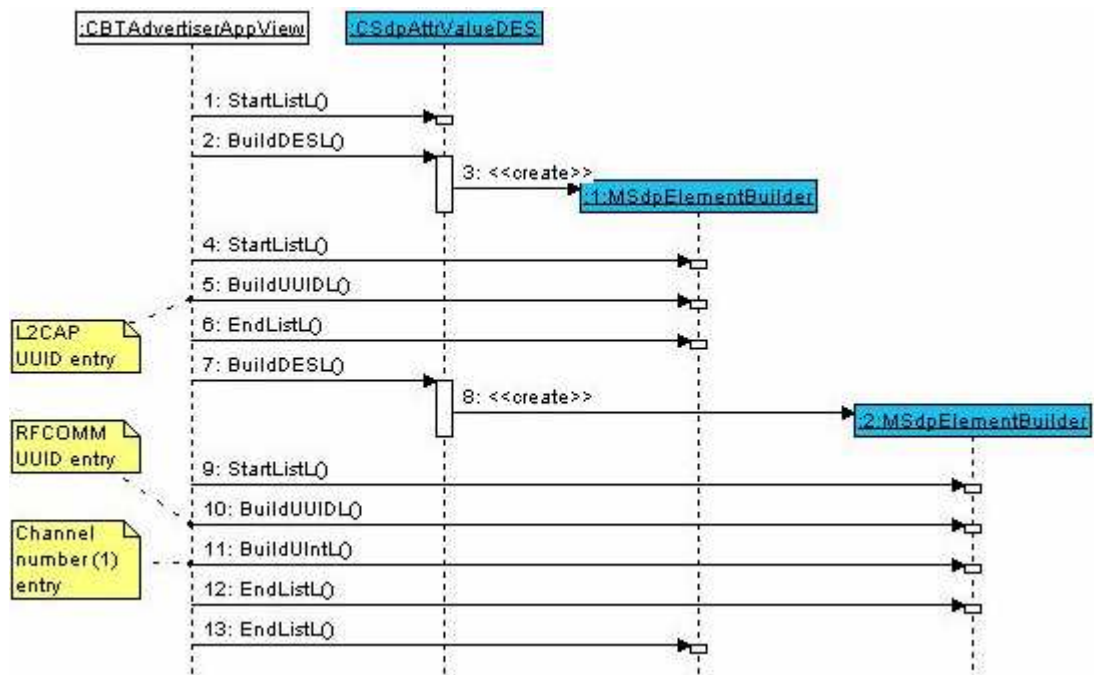 :CBTAdvertiserAppView
:CSdpAttrValueDES
1: StartListL()
2: BuildDESL()
3: <<create>>
:1:MSdpElementBuilder
4: StartListL()
5: BuildUUIDL()
L2CAP
UUID entry
6: EndListL()
7: BuildDESL()
8: <<create>>
:2:MSdpElementBuilder
RFCOMM
UUID entry
9: StartListL()
10: BuildUUIDL()
Channel
number (1)
entry
11: BuildUIntL()
12: EndListL()
13: EndListL()